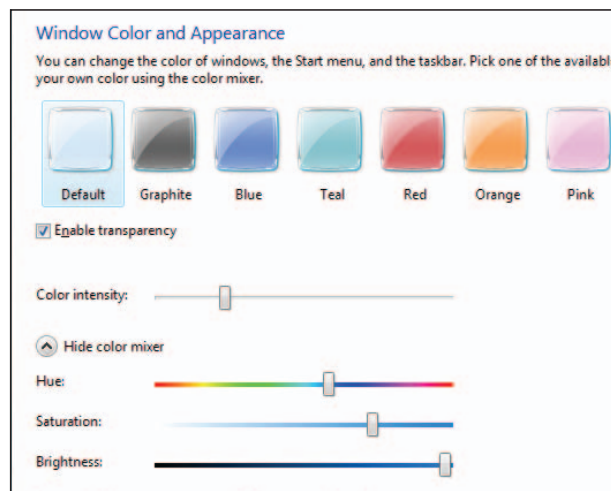 Window Color and Appearance
You can change the color of windows, the Start menu, and the taskbar. Pick one of the available
your own color using the color mixer.
Default Graphite Blue Teal Red Orange Pink
Enable transparency
Color intensity:
Hide color mixer
Hue:
Saturation:
Brightness: